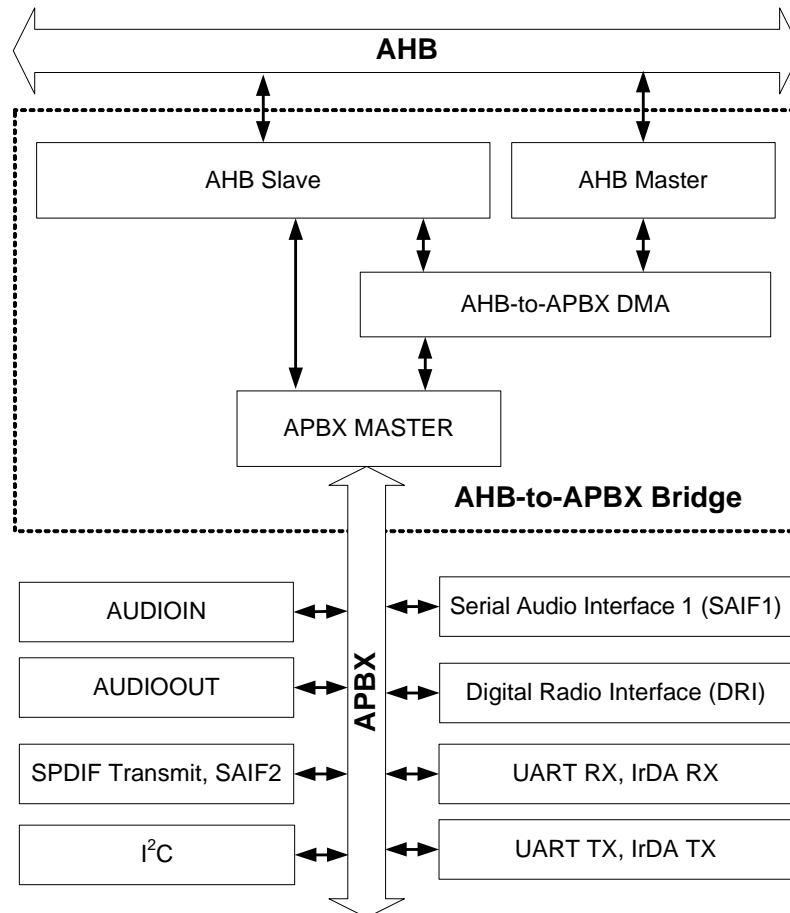 AHB
AHB Slave
AHB Master
AHB-to-APBX DMA
APBX MASTER
AHB-to-APBX Bridge
APBX
AUDIOIN
Serial Audio Interface 1 (SAIF1)
AUDIOOUT
Digital Radio Interface (DRI)
SPDIF Transmit, SAIF2
UART RX, IrDA RX
I²C
UART TX, IrDA TX